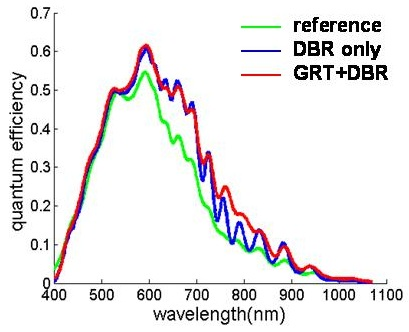 0.7
0.6
0.5
0.4
0.3
0.2
0.1
0
quantum efficiency
reference
DBR only
GRT+DBR
400 500 600 700 800 900 1000 1100
wavelength(nm)